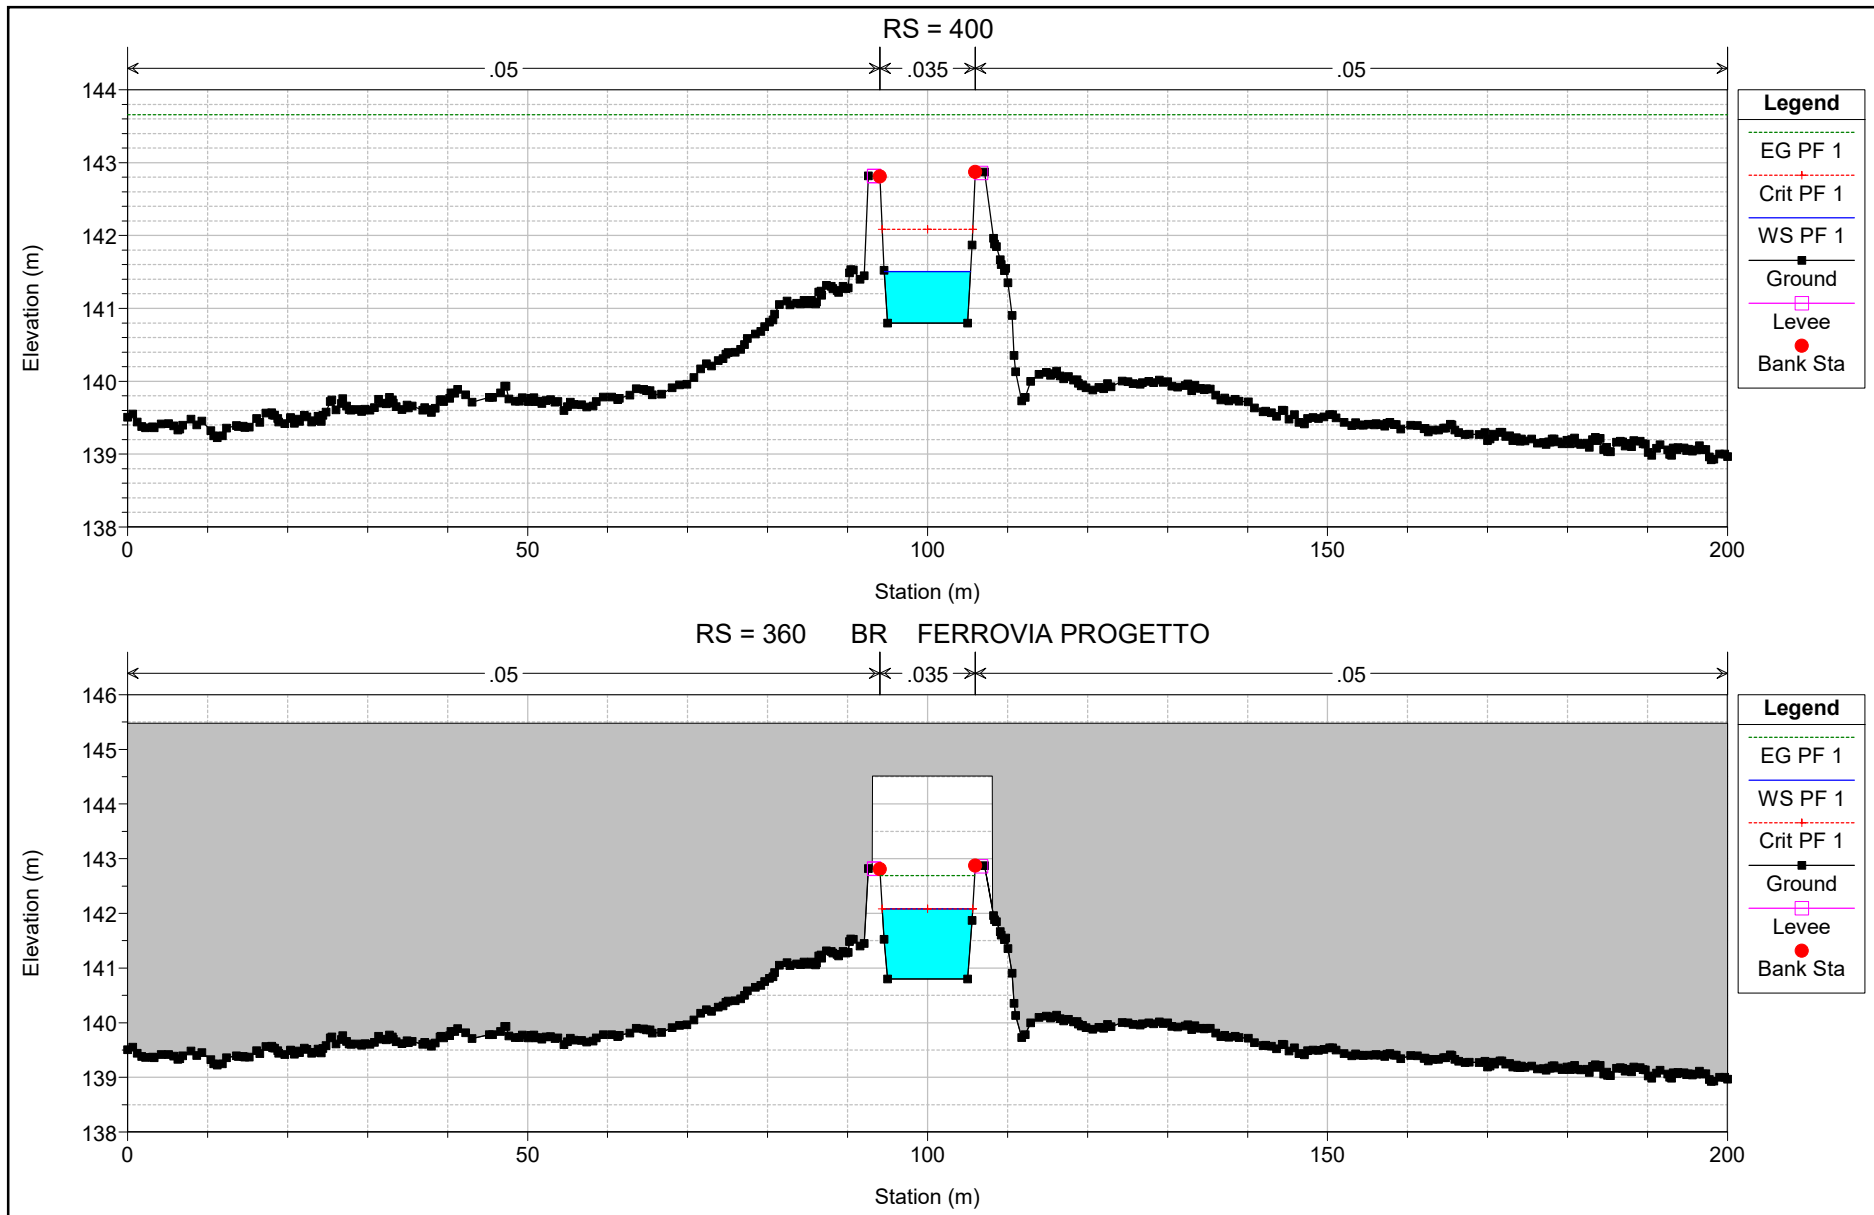 RS = 400
.05 .035 .05
144
143
142
141
140
139
138
Elevation (m)
0 50 100 150 200
Station (m)
Legend
EG PF 1
Crit PF 1
WS PF 1
Ground
Levee
Bank Sta
RS = 360 BR FERROVIA PROGETTO
.05 .035 .05
146
145
144
143
142
141
140
139
138
Elevation (m)
0 50 100 150 200
Station (m)
Legend
EG PF 1
WS PF 1
Crit PF 1
Ground
Levee
Bank Sta